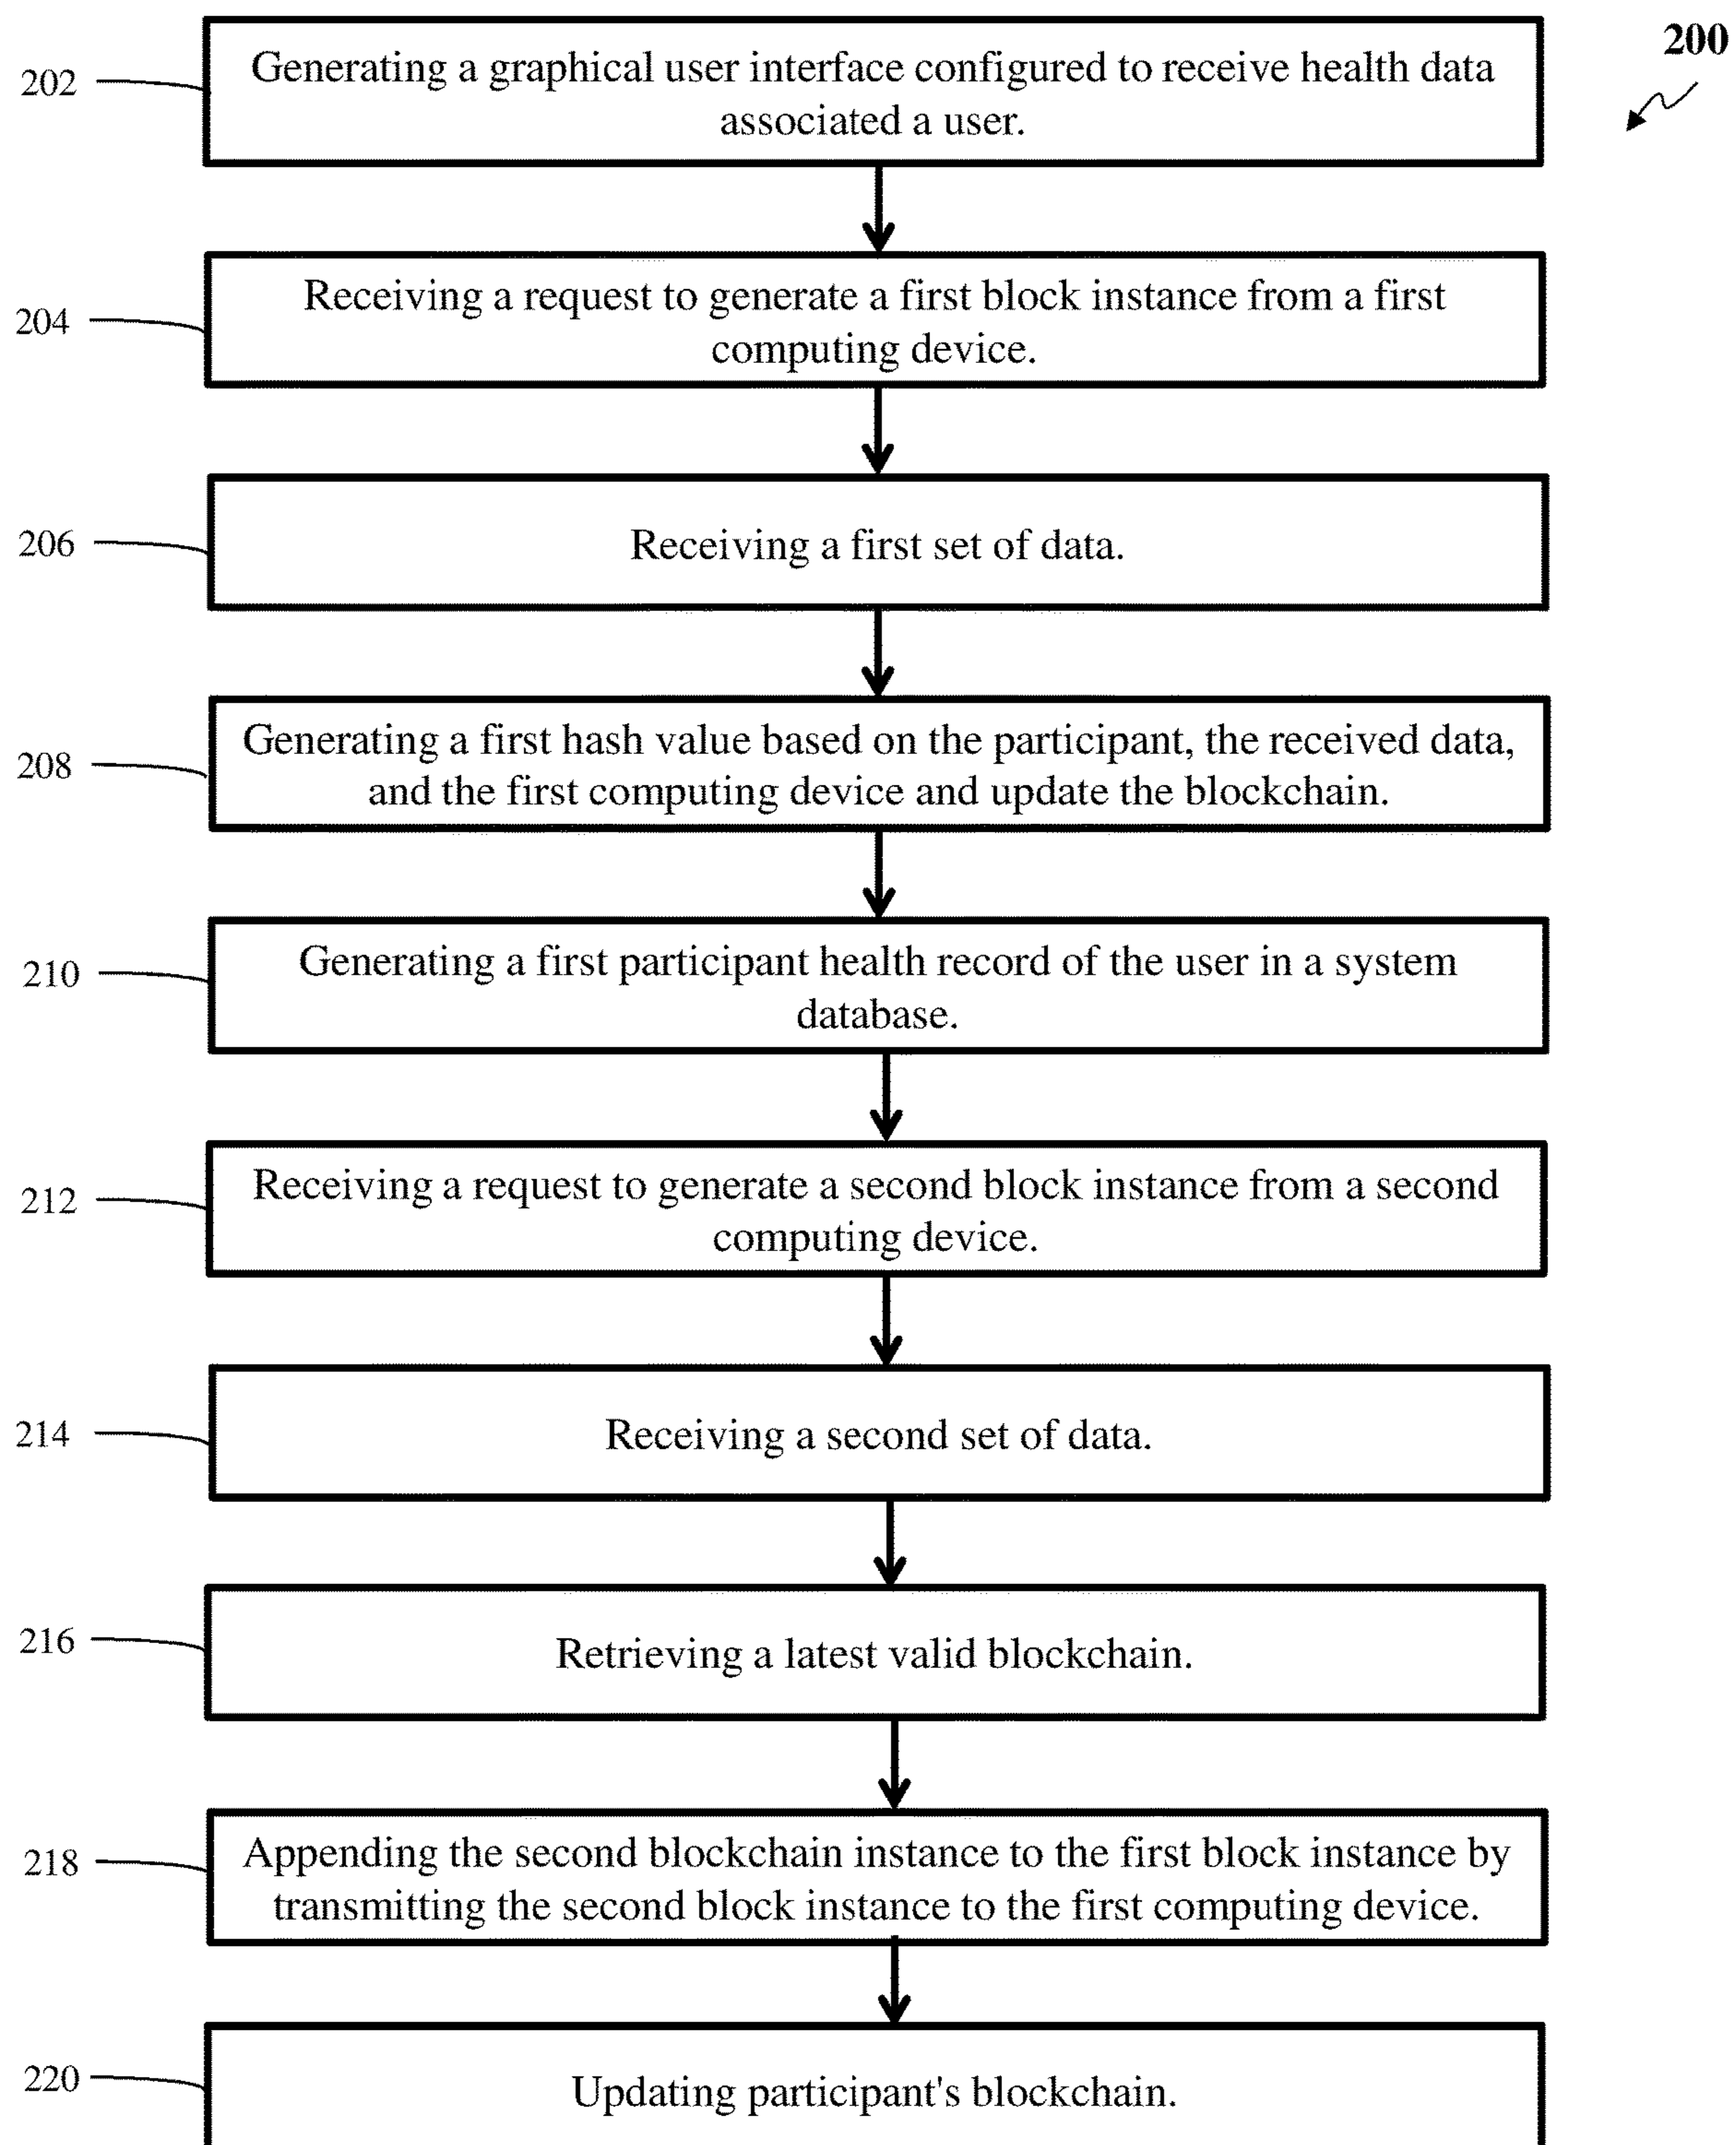 200
202
Generating a graphical user interface configured to receive health data
associated a user.
204
Receiving a request to generate a first block instance from a first
computing device.
206
Receiving a first set of data.
208
Generating a first hash value based on the participant, the received data,
and the first computing device and update the blockchain.
210
Generating a first participant health record of the user in a system
database.
212
Receiving a request to generate a second block instance from a second
computing device.
214
Receiving a second set of data.
216
Retrieving a latest valid blockchain.
218
Appending the second blockchain instance to the first block instance by
transmitting the second block instance to the first computing device.
220
Updating participant's blockchain.